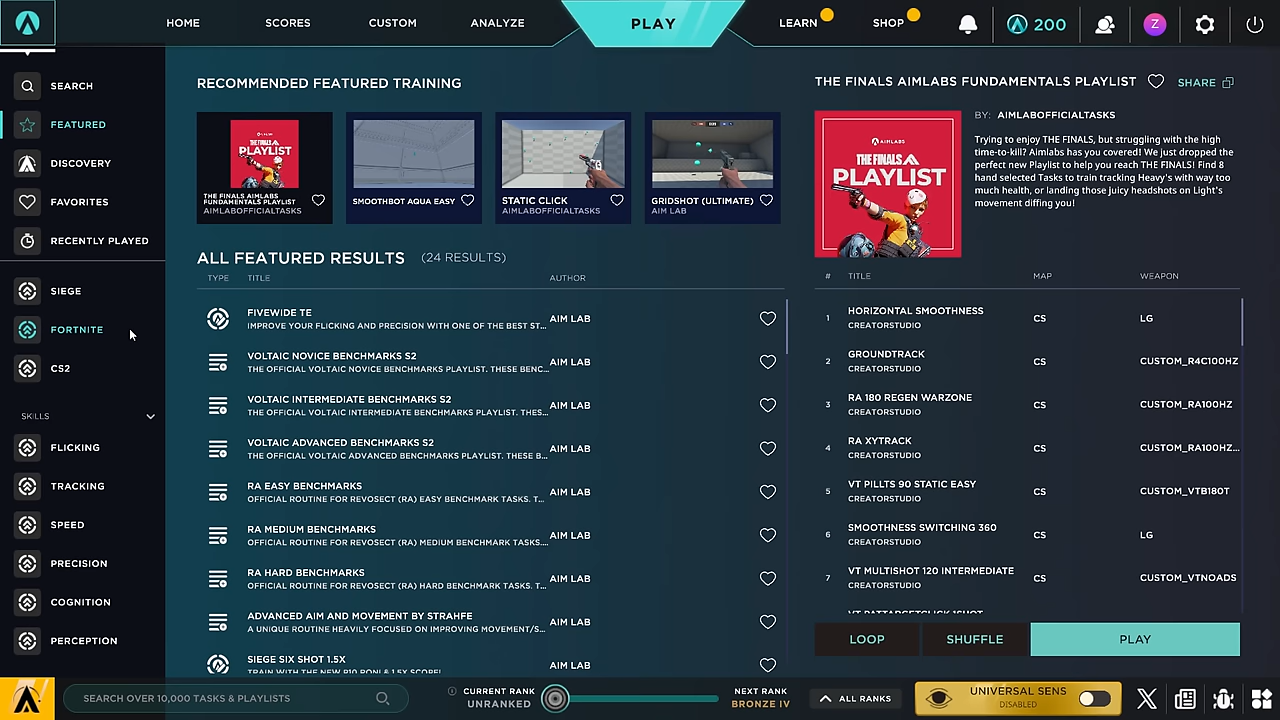 HOME
SCORES
CUSTOM
ANALYZE
PLAY
LEARN
SHOP
200
Z
SEARCH
FEATURED
DISCOVERY
FAVORITES
RECENTLY PLAYED
SIEGE
FORTNITE
CS2
SKILLS
FLICKING
TRACKING
SPEED
PRECISION
COGNITION
PERCEPTION
RECOMMENDED FEATURED TRAINING
AIMLABS
THE FINALS
PLAYLIST
THE FINALS AIMLABS
FUNDAMENTALS PLAYLIST
AIMLABOFFICIALTASKS
SMOOTHBOT AQUA EASY
STATIC CLICK
AIMLABOFFICIALTASKS
GRIDSHOT (ULTIMATE)
AIM LAB
ALL FEATURED RESULTS (24 RESULTS)
TYPE TITLE AUTHOR
FIVEWIDE TE
IMPROVE YOUR FLICKING AND PRECISION WITH ONE OF THE BEST ST... AIM LAB
VOLTAIC NOVICE BENCHMARKS S2
THE OFFICIAL VOLTAIC NOVICE BENCHMARKS PLAYLIST. THESE BENC... AIM LAB
VOLTAIC INTERMEDIATE BENCHMARKS S2
THE OFFICIAL VOLTAIC INTERMEDIATE BENCHMARKS PLAYLIST. THES... AIM LAB
VOLTAIC ADVANCED BENCHMARKS S2
THE OFFICIAL VOLTAIC ADVANCED BENCHMARKS PLAYLIST. THESE B... AIM LAB
RA EASY BENCHMARKS
OFFICIAL ROUTINE FOR REVOSECT (RA) EASY BENCHMARK TASKS. T... AIM LAB
RA MEDIUM BENCHMARKS
OFFICIAL ROUTINE FOR REVOSECT (RA) MEDIUM BENCHMARK TASKS.... AIM LAB
RA HARD BENCHMARKS
OFFICIAL ROUTINE FOR REVOSECT (RA) HARD BENCHMARK TASKS. T... AIM LAB
ADVANCED AIM AND MOVEMENT BY STRAHFE
A UNIQUE ROUTINE HEAVILY FOCUSED ON IMPROVING MOVEMENT/S... AIM LAB
SIEGE SIX SHOT 1.5X
TRAIN WITH THE NEW R10 RONI & 1.5X SCOPE! AIM LAB
THE FINALS AIMLABS FUNDAMENTALS PLAYLIST SHARE
AIMLABS
THE FINALS
PLAYLIST
BY: AIMLABOFFICIALTASKS
Trying to enjoy THE FINALS, but struggling with the high
time-to-kill? Aimlabs has you covered! We just dropped the
perfect new Playlist to help you reach THE FINALS! Find 8
hand selected Tasks to train tracking Heavy's with way too
much health, or landing those juicy headshots on Light's
movement diffing you!
# TITLE MAP WEAPON
1 HORIZONTAL SMOOTHNESS CREATORSTUDIO CS LG
2 GROUNDTRACK CREATORSTUDIO CS CUSTOM_R4C100HZ
3 RA 180 REGEN WARZONE CREATORSTUDIO CS CUSTOM_RA100HZ
4 RA XYTRACK CREATORSTUDIO CS CUSTOM_RA100HZ...
5 VT PILLTS 90 STATIC EASY CREATORSTUDIO CS CUSTOM_VTB180T
6 SMOOTHNESS SWITCHING 360 CREATORSTUDIO CS LG
7 VT MULTISHOT 120 INTERMEDIATE CREATORSTUDIO CS CUSTOM_VTNOADS
LOOP
SHUFFLE
PLAY
SEARCH OVER 10,000 TASKS & PLAYLISTS
CURRENT RANK
UNRANKED
NEXT RANK
BRONZE IV
ALL RANKS
UNIVERSAL SENS
DISABLED